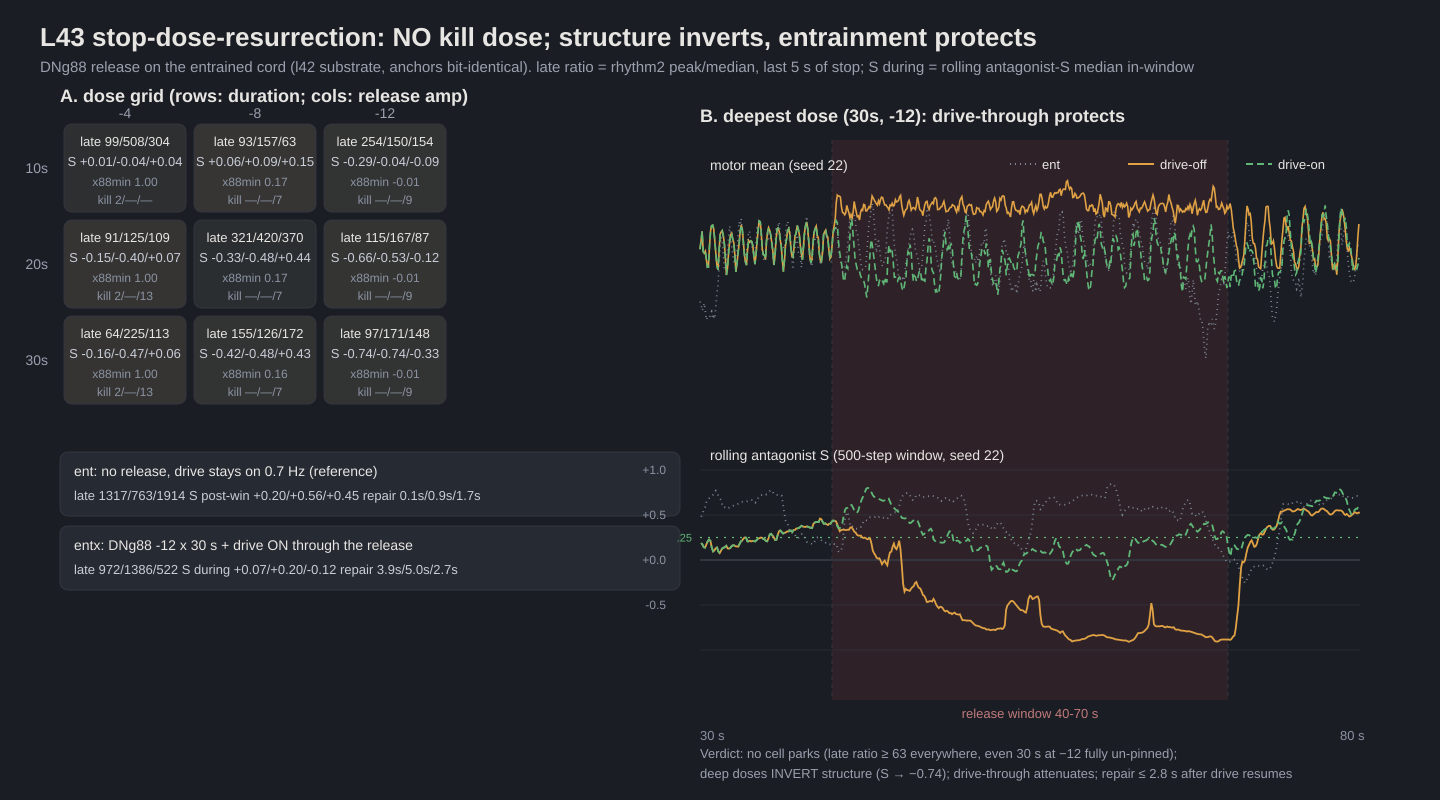 L43 stop-dose-resurrection: NO kill dose; structure inverts, entrainment protects
DNg88 release on the entrained cord (l42 substrate, anchors bit-identical). late ratio = rhythm2 peak/median, last 5 s of stop; S during = rolling antagonist-S median in-window
A. dose grid (rows: duration; cols: release amp)
-4 -8 -12
10s
late 99/508/304
S +0.01/-0.04/+0.04
x88min 1.00
kill 2/—/—
late 93/157/63
S +0.06/+0.09/+0.15
x88min 0.17
kill —/—/7
late 254/150/154
S -0.29/-0.04/-0.09
x88min -0.01
kill —/—/9
20s
late 91/125/109
S -0.15/-0.40/+0.07
x88min 1.00
kill 2/—/13
late 321/420/370
S -0.33/-0.48/+0.44
x88min 0.17
kill —/—/7
late 115/167/87
S -0.66/-0.53/-0.12
x88min -0.01
kill —/—/9
30s
late 64/225/113
S -0.16/-0.47/+0.06
x88min 1.00
kill 2/—/13
late 155/126/172
S -0.42/-0.48/+0.43
x88min 0.16
kill —/—/7
late 97/171/148
S -0.74/-0.74/-0.33
x88min -0.01
kill —/—/9
ent: no release, drive stays on 0.7 Hz (reference)
late 1317/763/1914 S post-win +0.20/+0.56/+0.45 repair 0.1s/0.9s/1.7s
entx: DNg88 -12 x 30 s + drive ON through the release
late 972/1386/522 S during +0.07/+0.20/-0.12 repair 3.9s/5.0s/2.7s
B. deepest dose (30s, -12): drive-through protects
motor mean (seed 22)
ent drive-off drive-on
rolling antagonist S (500-step window, seed 22)
+1.0
+0.5
.25
+0.0
-0.5
release window 40-70 s
30 s 80 s
Verdict: no cell parks (late ratio ≥ 63 everywhere, even 30 s at −12 fully un-pinned);
deep doses INVERT structure (S → −0.74); drive-through attenuates; repair ≤ 2.8 s after drive resumes